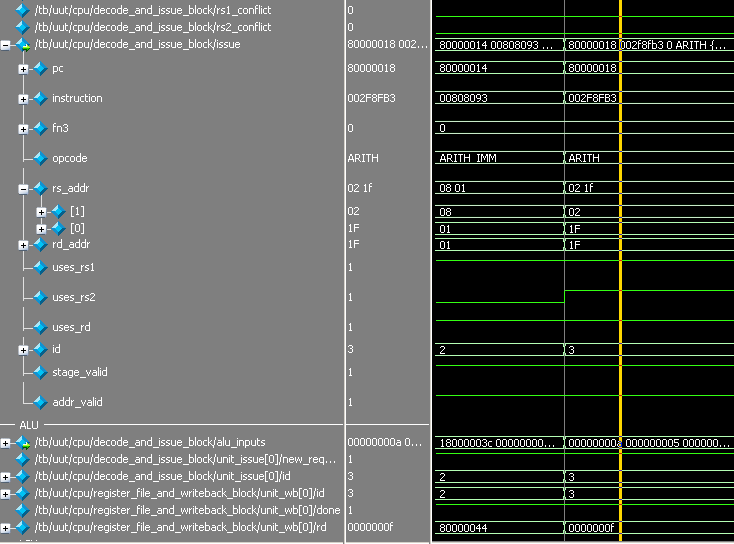 /tb/uut/cpu/decode_and_issue_block/rs1_conflict 0
/tb/uut/cpu/decode_and_issue_block/rs2_conflict 0
/tb/uut/cpu/decode_and_issue_block/issue 80000018 002... 80000014 00808093 ... 80000018 002f8fb3 0 ARITH {...
pc 80000018 80000014 80000018
instruction 002F8FB3 00808093 002F8FB3
fn3 0 0
opcode ARITH ARITH_IMM ARITH
rs_addr 02 1f 08 01 02 1f
[1] 02 08 02
[0] 1F 01 1F
rd_addr 1F 01 1F
uses_rs1 1
uses_rs2 1
uses_rd 1
id 3 2 3
stage_valid 1
addr_valid 1
ALU
/tb/uut/cpu/decode_and_issue_block/alu_inputs 00000000a 0... 18000003c 00000000... 00000000a 000000005 000000...
/tb/uut/cpu/decode_and_issue_block/unit_issue[0]/new_req... 1
/tb/uut/cpu/decode_and_issue_block/unit_issue[0]/id 3 2 3
/tb/uut/cpu/register_file_and_writeback_block/unit_wb[0]/id 3 2 3
/tb/uut/cpu/register_file_and_writeback_block/unit_wb[0]/done 1
/tb/uut/cpu/register_file_and_writeback_block/unit_wb[0]/rd 0000000f 80000044 0000000f